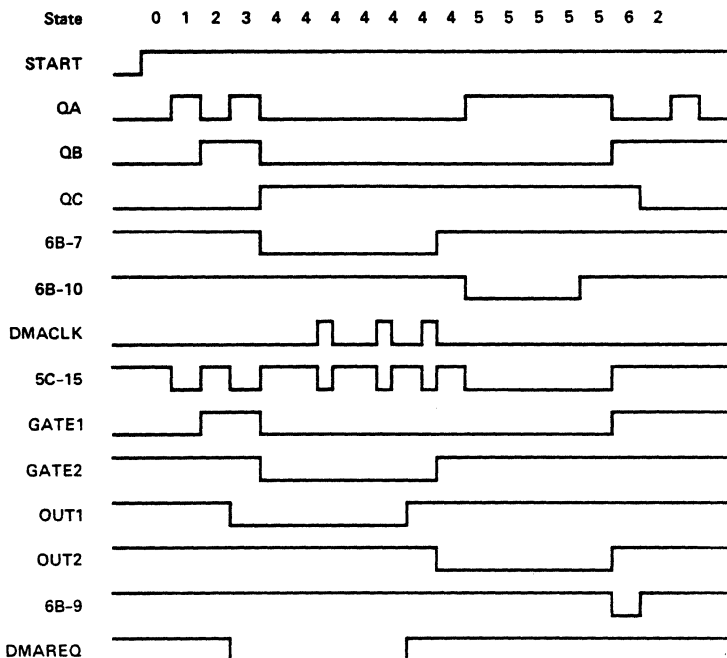 State 0 1 2 3 4 4 4 4 4 4 4 5 5 5 5 5 6 2
START
QA
QB
QC
6B-7
6B-10
DMACLK
5C-15
GATE1
GATE2
OUT1
OUT2
6B-9
DMAREQ